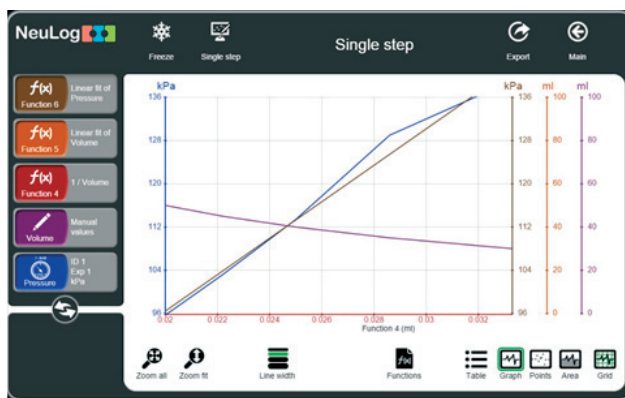 NeuLog
Freeze
Single step
Single step
Export
Main
f(x)
Function 6
Linear fit of
Pressure
f(x)
Function 5
Linear fit of
Volume
f(x)
Function 4
1 / Volume
Volume
Manual
values
Pressure
ID 1
Exp 1
kPa
kPa
136
128
120
112
104
96
kPa
136
128
120
112
104
96
ml
100
80
60
40
20
0
ml
100
80
60
40
20
0
0.02 0.022 0.024 0.026 0.028 0.03 0.032
Function 4 (ml)
Zoom all
Zoom fit
Line width
f(x)
Functions
Table
Graph
Points
Area
Grid